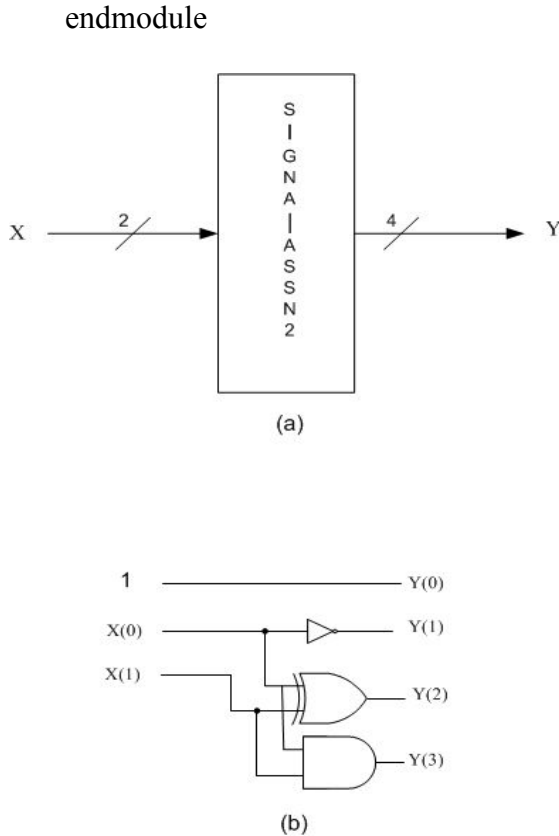 endmodule
S
I
G
N
A
|
A
S
S
N
2
X
2
4
Y
(a)
1
Y(0)
X(0)
Y(1)
X(1)
Y(2)
Y(3)
(b)